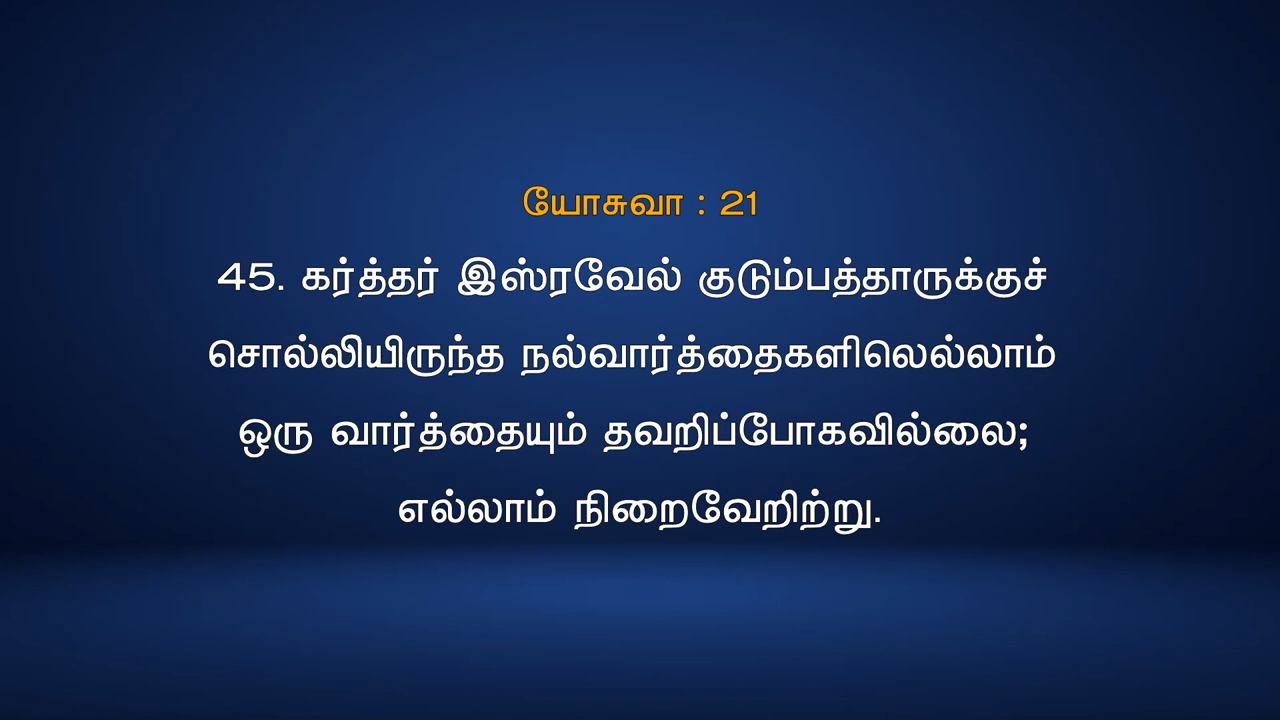 யோசுவா : 21
45. கர்த்தர் இஸ்ரவேல் குடும்பத்தாருக்குச்
சொல்லியிருந்த நல்வார்த்தைகளிலெல்லாம்
ஒரு வார்த்தையும் தவறிப்போகவில்லை;
எல்லாம் நிறைவேறிற்று.